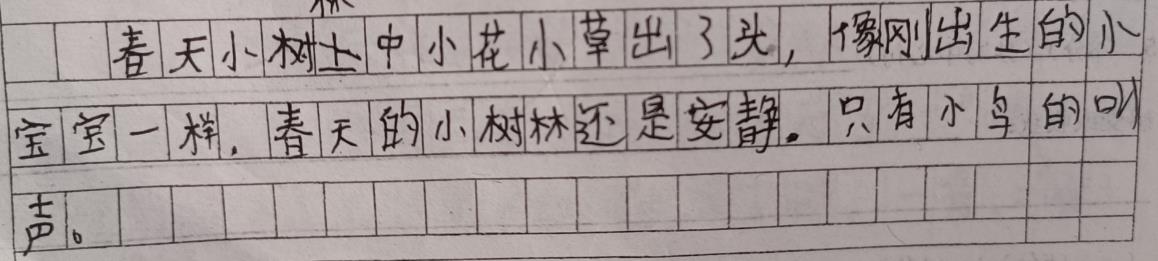 林
春天小树土中小花小草出了头，像刚出生的小
宝宝一样．春天的小树林还是安静。只有小鸟的叫
声。